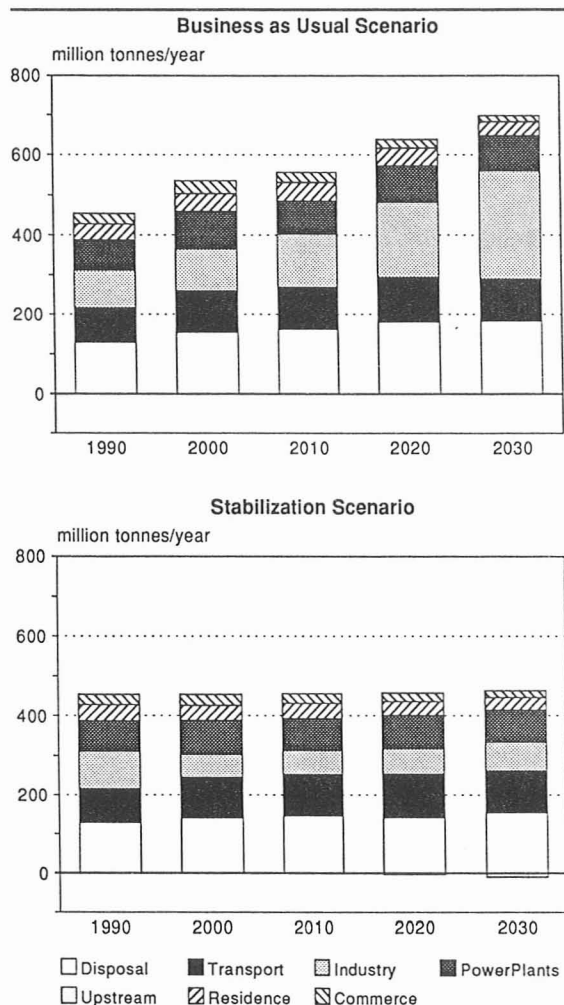 Business as Usual Scenario
million tonnes/year
800
600
400
200
0
1990 2000 2010 2020 2030
Stabilization Scenario
million tonnes/year
800
600
400
200
0
1990 2000 2010 2020 2030
Disposal Transport Industry PowerPlants
Upstream Residence Commerce